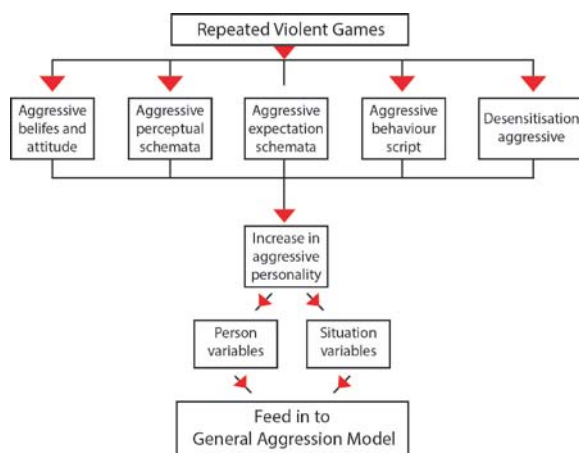 Repeated Violent Games
Aggressive
belifes and
attitude
Aggressive
perceptual
schemata
Aggressive
expectation
schemata
Aggressive
behaviour
script
Desensitisation
aggressive
Increase in
aggressive
personality
Person
variables
Situation
variables
Feed in to
General Aggression Model